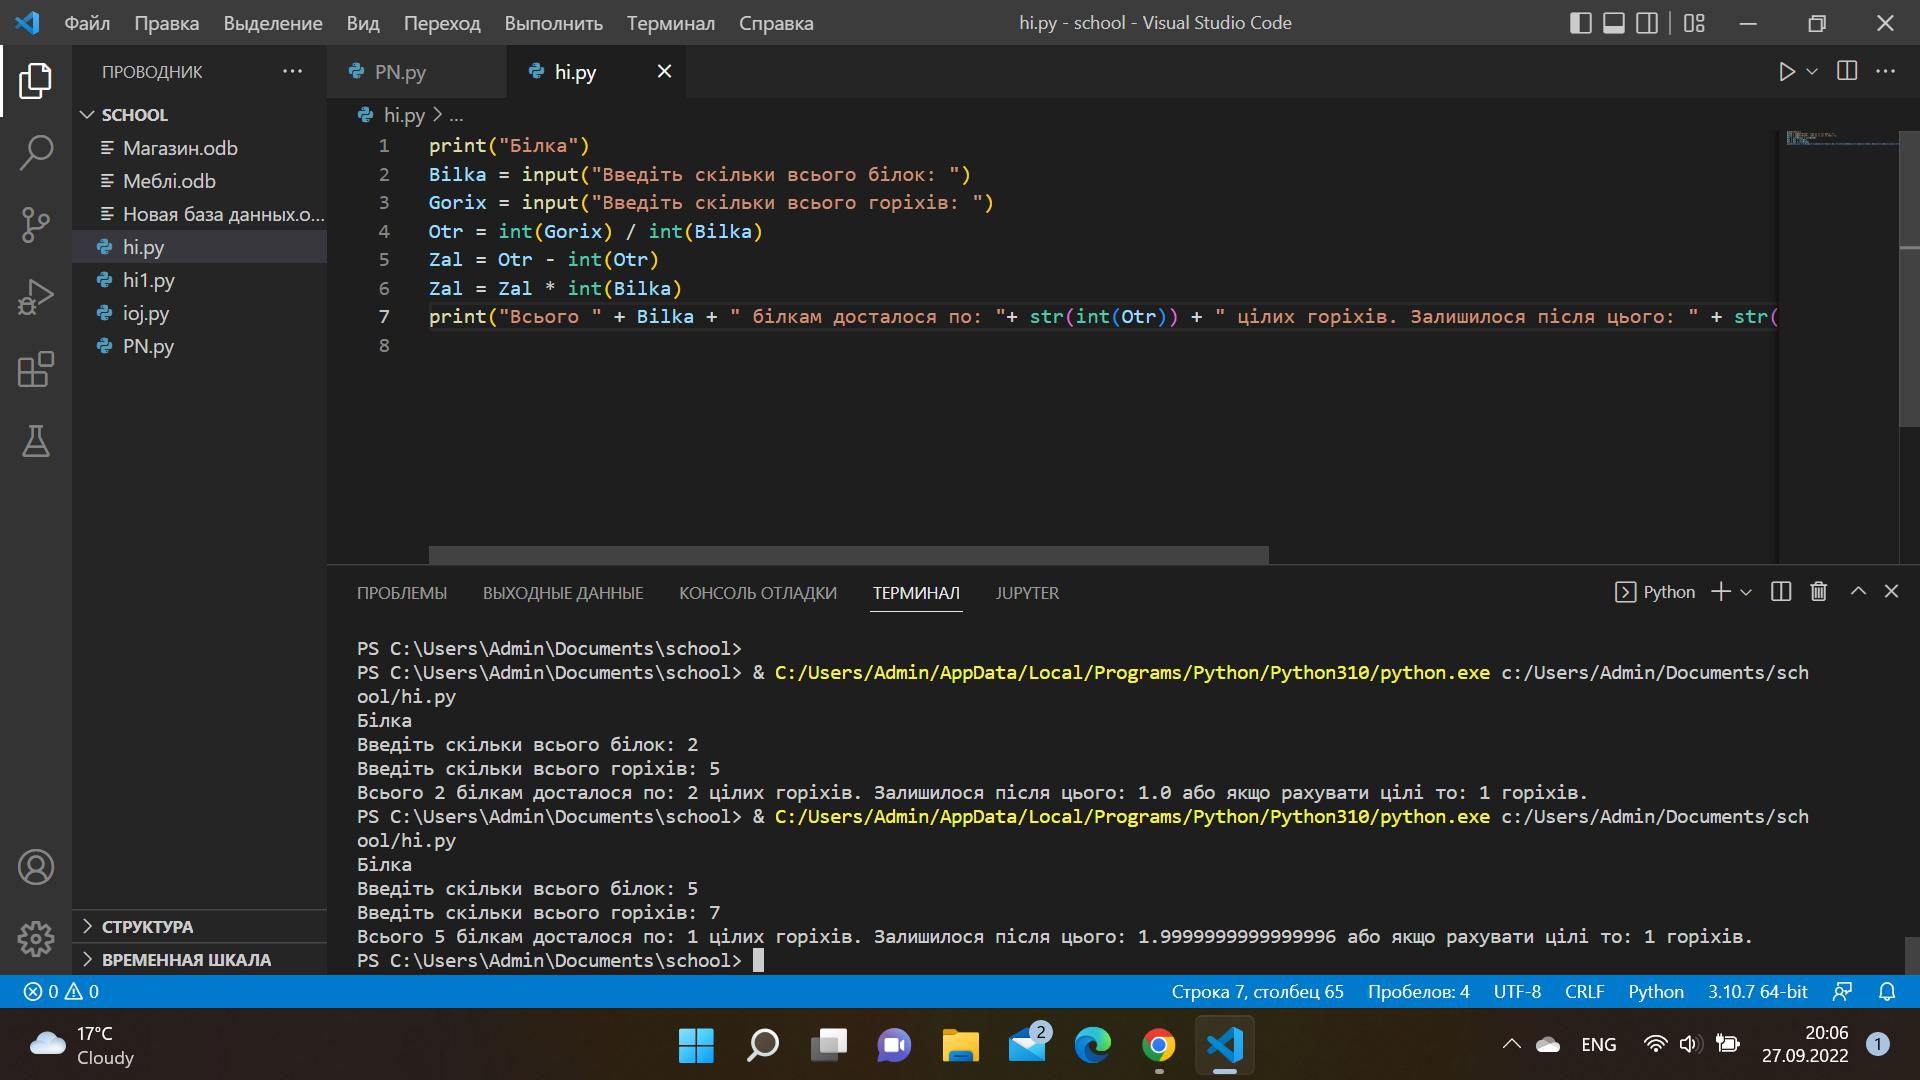 Файл Правка Выделение Вид Переход Выполнить Терминал Справка hi.py - school - Visual Studio Code
ПРОВОДНИК ··· PN.py hi.py
hi.py > ...
SCHOOL
Магазин.odb
Меблі.odb
Новая база данных.o...
hi.py
hi1.py
ioj.py
PN.py
1 print("Білка")
2 Bilka = input("Введіть скільки всього білок: ")
3 Gorix = input("Введіть скільки всього горіхів: ")
4 Otr = int(Gorix) / int(Bilka)
5 Zal = Otr - int(Otr)
6 Zal = Zal * int(Bilka)
7 print("Всього " + Bilka + " білкам досталося по: "+ str(int(Otr)) + " цілих горіхів. Залишилося після цього: " + str(
8
ПРОБЛЕМЫ ВЫХОДНЫЕ ДАННЫЕ КОНСОЛЬ ОТЛАДКИ ТЕРМИНАЛ JUPYTER Python
PS C:\Users\Admin\Documents\school>
PS C:\Users\Admin\Documents\school> & C:/Users/Admin/AppData/Local/Programs/Python/Python310/python.exe c:/Users/Admin/Documents/sch
ool/hi.py
Білка
Введіть скільки всього білок: 2
Введіть скільки всього горіхів: 5
Всього 2 білкам досталося по: 2 цілих горіхів. Залишилося після цього: 1.0 або якщо рахувати цілі то: 1 горіхів.
PS C:\Users\Admin\Documents\school> & C:/Users/Admin/AppData/Local/Programs/Python/Python310/python.exe c:/Users/Admin/Documents/sch
ool/hi.py
Білка
Введіть скільки всього білок: 5
Введіть скільки всього горіхів: 7
Всього 5 білкам досталося по: 1 цілих горіхів. Залишилося після цього: 1.9999999999999996 або якщо рахувати цілі то: 1 горіхів.
PS C:\Users\Admin\Documents\school>
СТРУКТУРА
ВРЕМЕННАЯ ШКАЛА
0 0 Строка 7, столбец 65 Пробелов: 4 UTF-8 CRLF Python 3.10.7 64-bit
17°C
Cloudy
2
ENG
20:06
27.09.2022
1